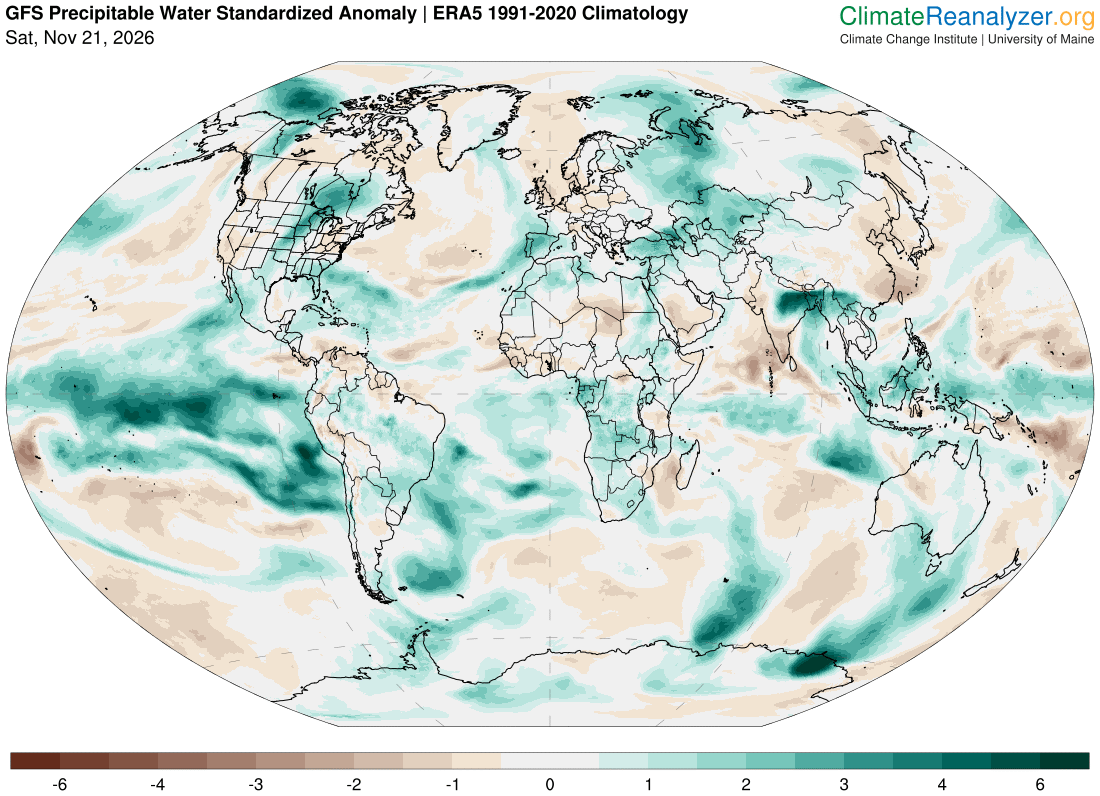 GFS Precipitable Water Standardized Anomaly | ERA5 1991-2020 Climatology
Sat, Nov 21, 2026
ClimateReanalyzer.org
Climate Change Institute | University of Maine
-6 -4 -3 -2 -1 0 1 2 3 4 6